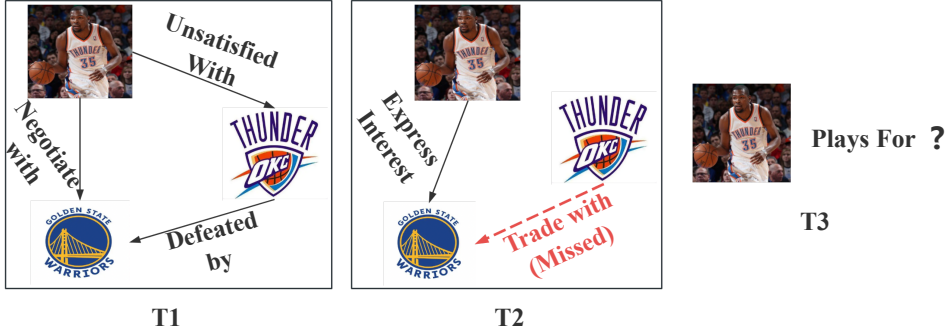 THUNDER
35
Unsatisfied
With
Negotiate
with
THUNDER
OKC
GOLDEN STATE
WARRIORS
Defeated
by
T1
THUNDER
35
Express
Interest
THUNDER
OKC
GOLDEN STATE
WARRIORS
Trade with
(Missed)
T2
THUNDER
35
Plays For ?
T3